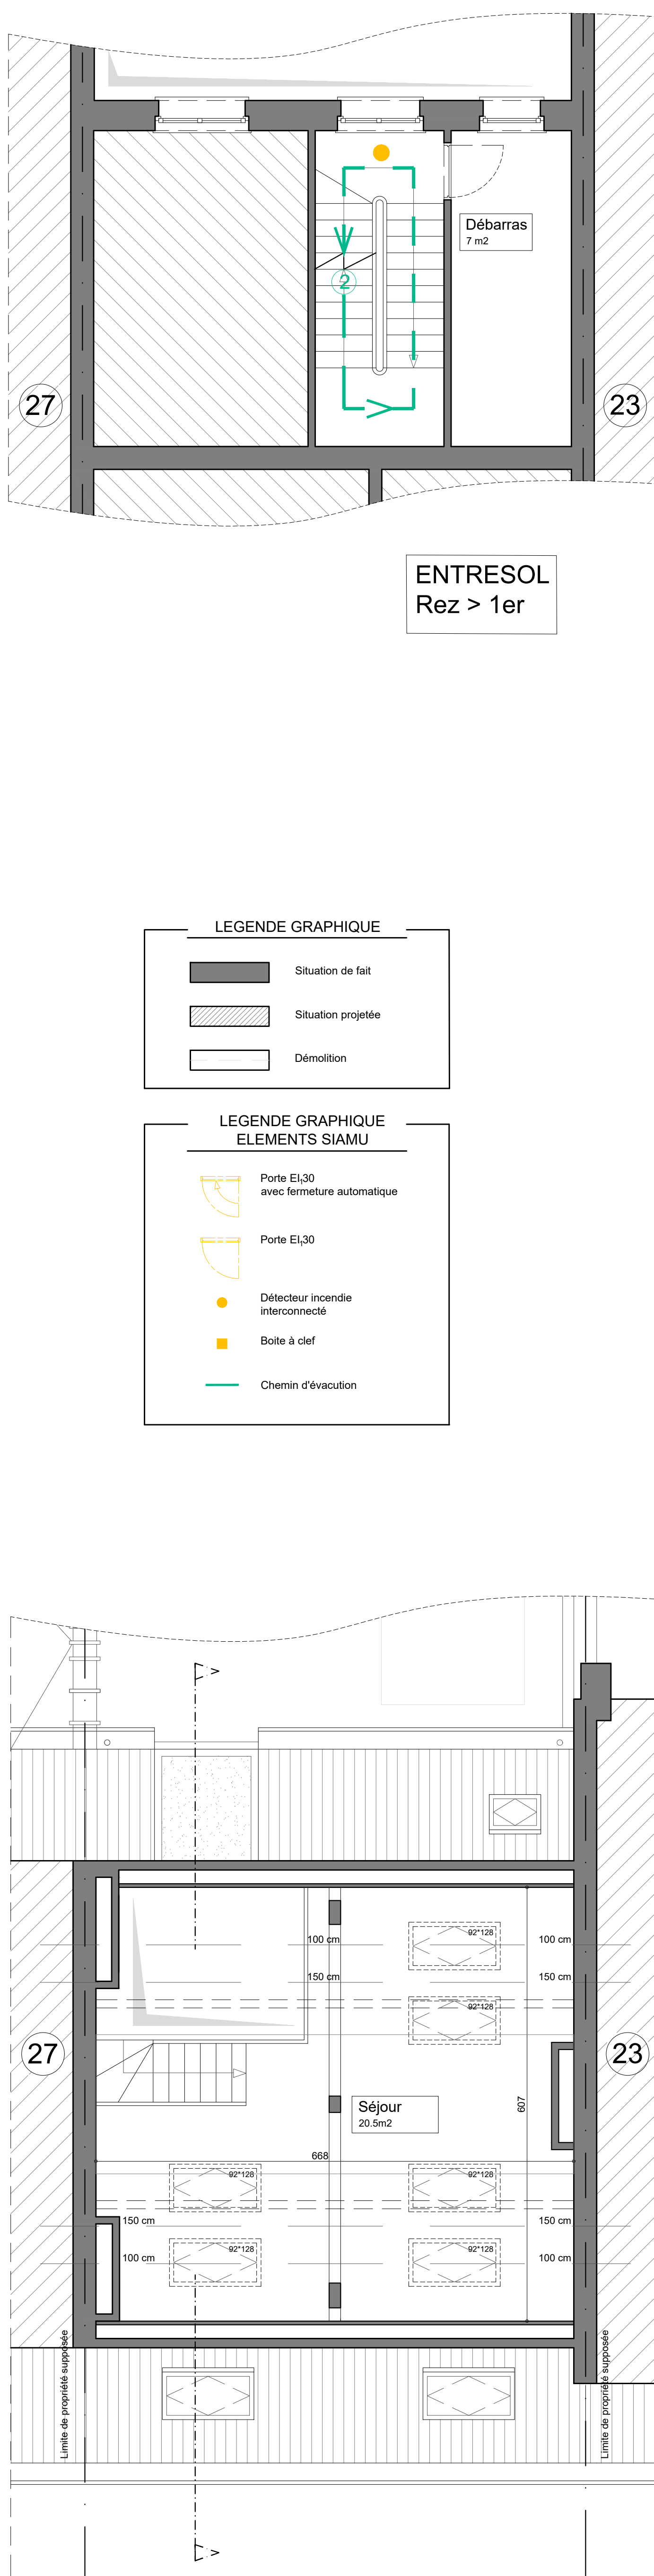 Débarras
7 m2
2
27
23
ENTRESOL
Rez > 1er
LEGENDE GRAPHIQUE
Situation de fait
Situation projetée
Démolition
LEGENDE GRAPHIQUE
ELEMENTS SIAMU
Porte EI₁30
avec fermeture automatique
Porte EI₁30
Détecteur incendie
interconnecté
Boite à clef
Chemin d'évacution
92*128
100 cm
100 cm
150 cm
150 cm
92*128
27
23
Séjour
20.5m2
607
668
92*128
92*128
150 cm
150 cm
92*128
92*128
100 cm
100 cm
Limite de propriété supposée
Limite de propriété supposée